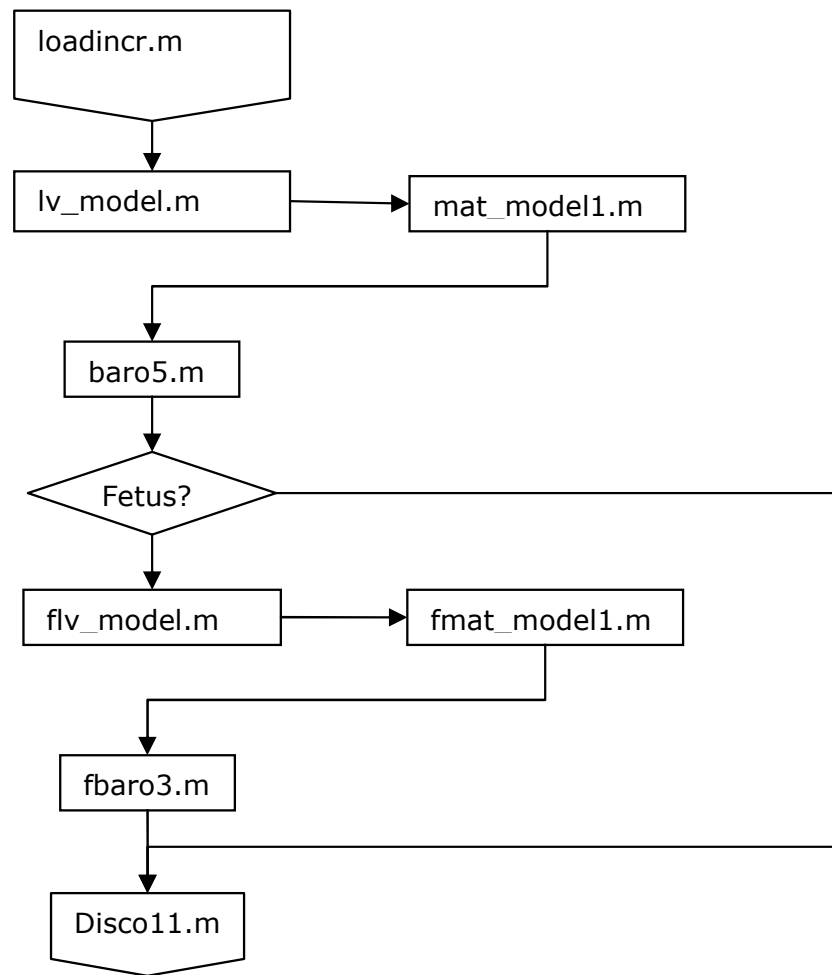 loadincr.m
lv_model.m
mat_model1.m
baro5.m
Fetus?
flv_model.m
fmat_model1.m
fbaro3.m
Disco11.m